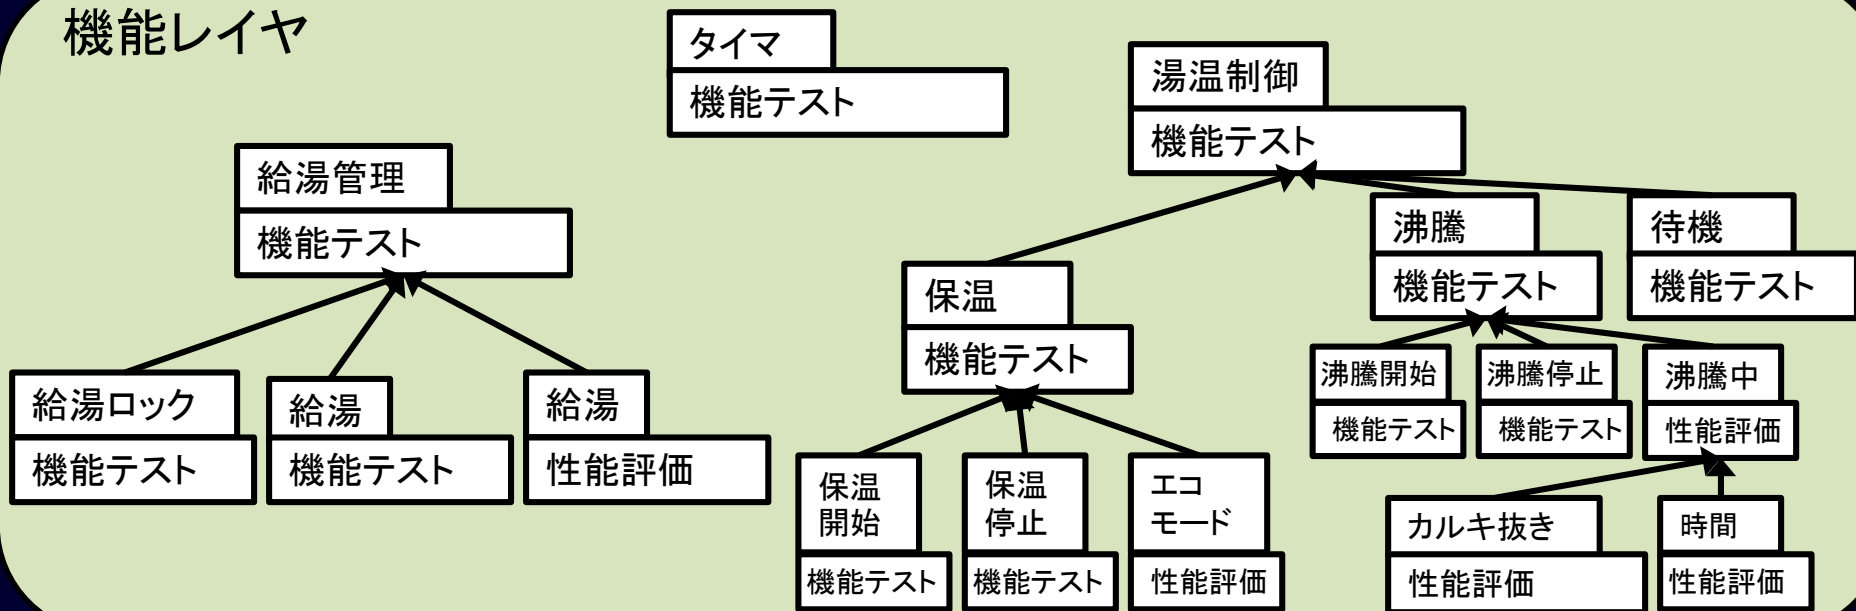 機能レイヤ
タイマ
機能テスト
湯温制御
機能テスト
給湯管理
機能テスト
沸騰
機能テスト
待機
機能テスト
保温
機能テスト
給湯ロック
機能テスト
給湯
機能テスト
給湯
性能評価
沸騰開始
機能テスト
沸騰停止
機能テスト
沸騰中
性能評価
保温
開始
機能テスト
保温
停止
機能テスト
エコ
モード
性能評価
カルキ抜き
性能評価
時間
性能評価